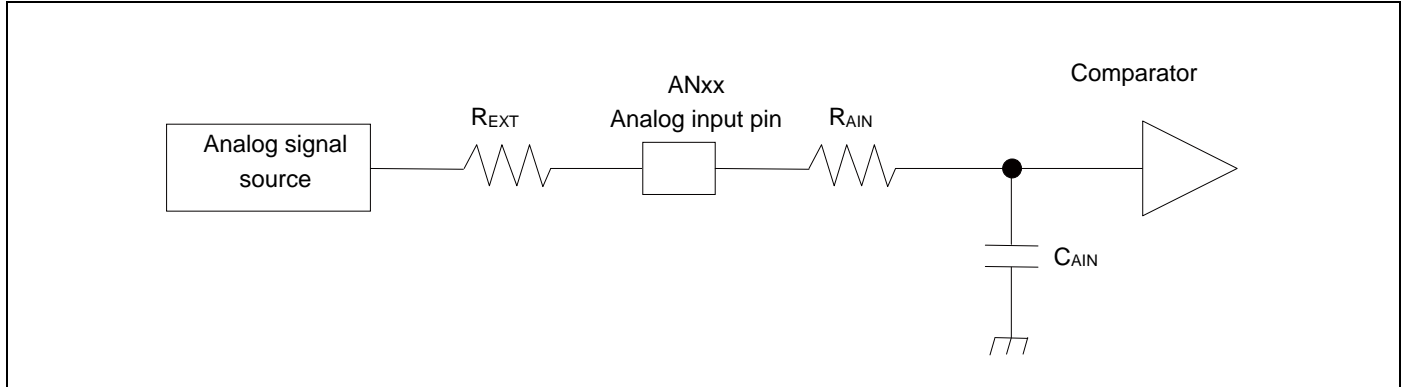 Comparator
ANxx
Analog input pin
REXT
RAIN
Analog signal
source
CAIN